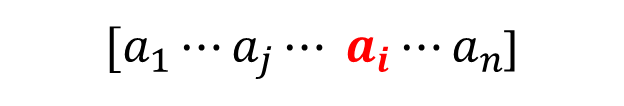 [a₁ ⋯ aⱼ ⋯ aᵢ ⋯ aₙ]